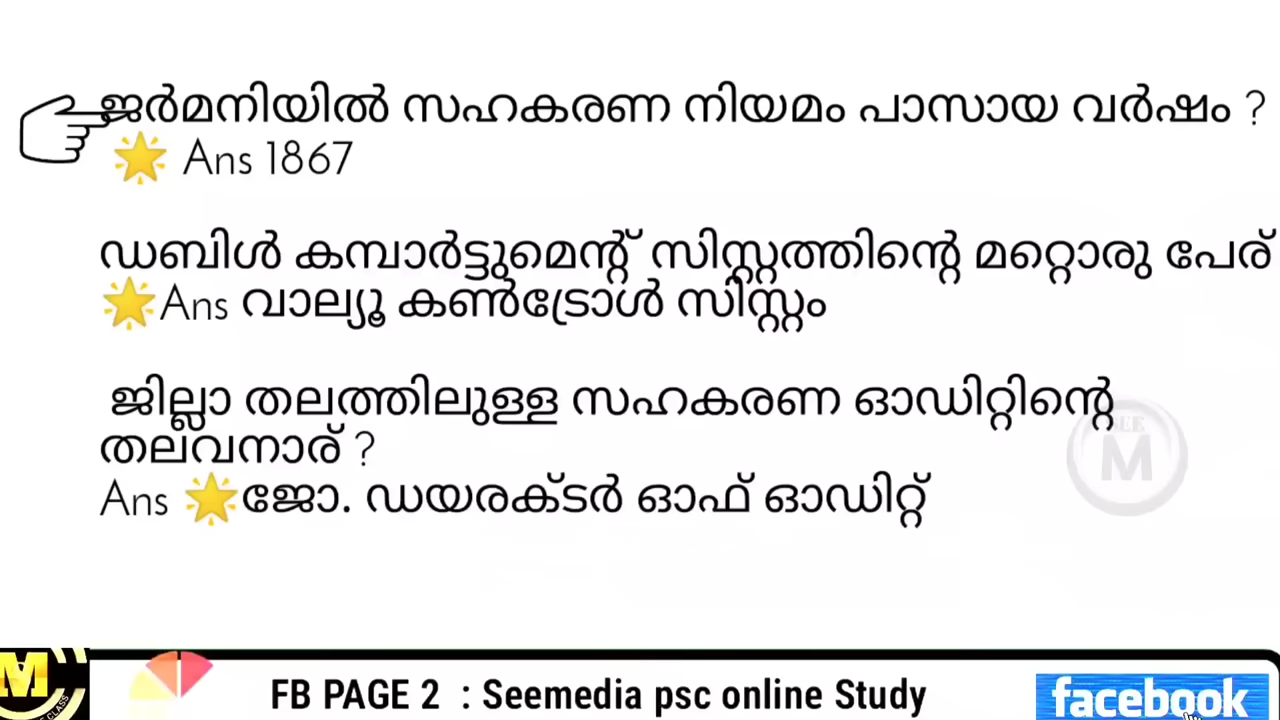 ജർമനിയിൽ സഹകരണ നിയമം പാസായ വർഷം ?
🌟 Ans 1867
ഡബിൾ കമ്പാർട്ടുമെന്റ് സിസ്റ്റത്തിന്റെ മറ്റൊരു പേര്
🌟Ans വാല്യൂ കൺട്രോൾ സിസ്റ്റം
ജില്ലാ തലത്തിലുള്ള സഹകരണ ഓഡിറ്റിന്റെ
തലവനാര് ?
SEE
M
Ans 🌟ജോ. ഡയരക്ടർ ഓഫ് ഓഡിറ്റ്
M
FB PAGE 2 : Seemedia psc online Study
facebook